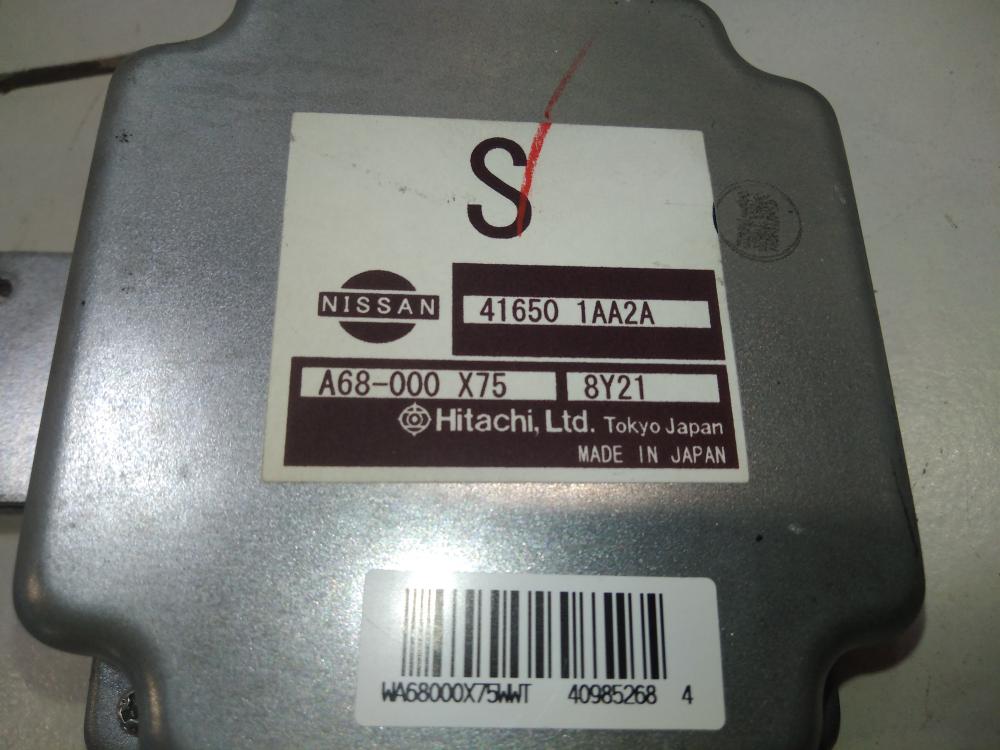 S
NISSAN
41650 1AA2A
A68-000 X75 8Y21
Hitachi, Ltd. Tokyo Japan
MADE IN JAPAN
WA68000X75WWT 40985268 4